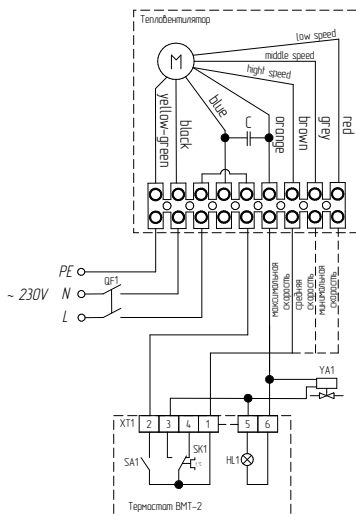 Тепловентилятор
low speed
middle speed
hight speed
M
yellow-green
black
blue
C
orange
brown
grey
red
PE
~ 230V
N
QF1
L
максимальная
скорость
средняя
скорость
минимальная
скорость
YA1
XT1
2
3
4
1
5
6
SA1
SK1
t°C
HL1
Термостат ВМТ-2